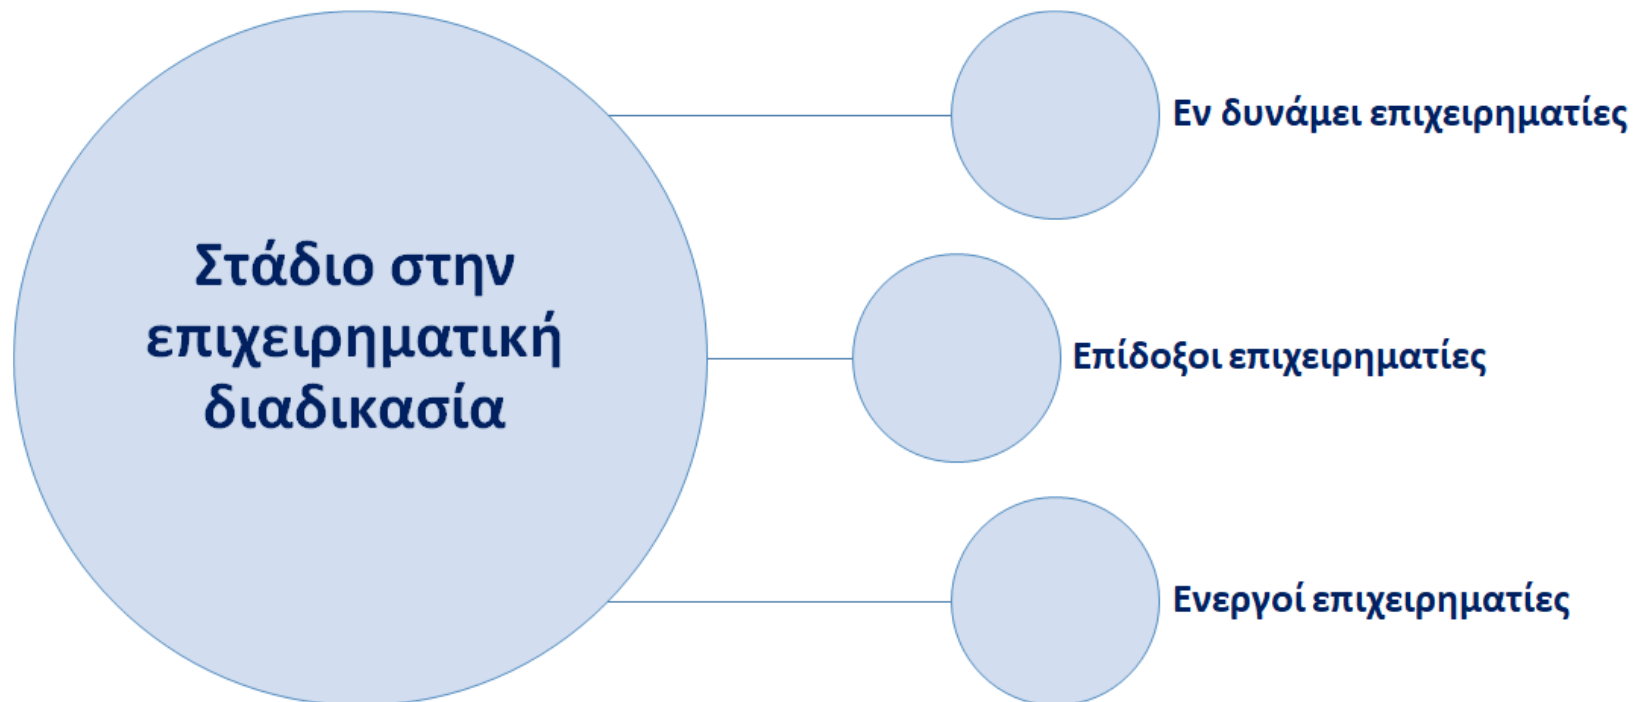 Στάδιο στην
επιχειρηματική
διαδικασία
Εν δυνάμει επιχειρηματίες
Επίδοξοι επιχειρηματίες
Ενεργοί επιχειρηματίες